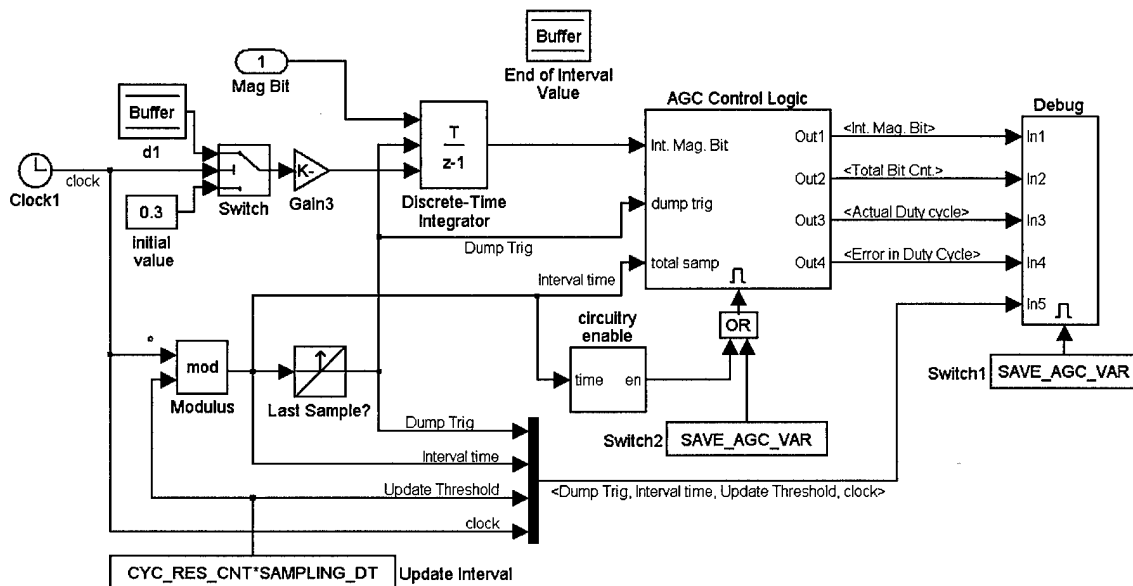 Buffer
End of Interval
Value
1
Mag Bit
Buffer
d1
Clock1
clock
0.3
initial
value
Switch
K-
Gain3
T
z-1
Discrete-Time
Integrator
AGC Control Logic
Int. Mag. Bit
dump trig
total samp
Out1
Out2
Out3
Out4
<Int. Mag. Bit>
<Total Bit Cnt.>
<Actual Duty cycle>
<Error in Duty Cycle>
Debug
In1
In2
In3
In4
In5
Dump Trig
Interval time
circuitry
enable
time
en
OR
Switch2
SAVE_AGC_VAR
Switch1
SAVE_AGC_VAR
mod
Modulus
Last Sample?
Dump Trig
Interval time
Update Threshold
clock
<Dump Trig, Interval time, Update Threshold, clock>
CYC_RES_CNT*SAMPLING_DT
Update Interval